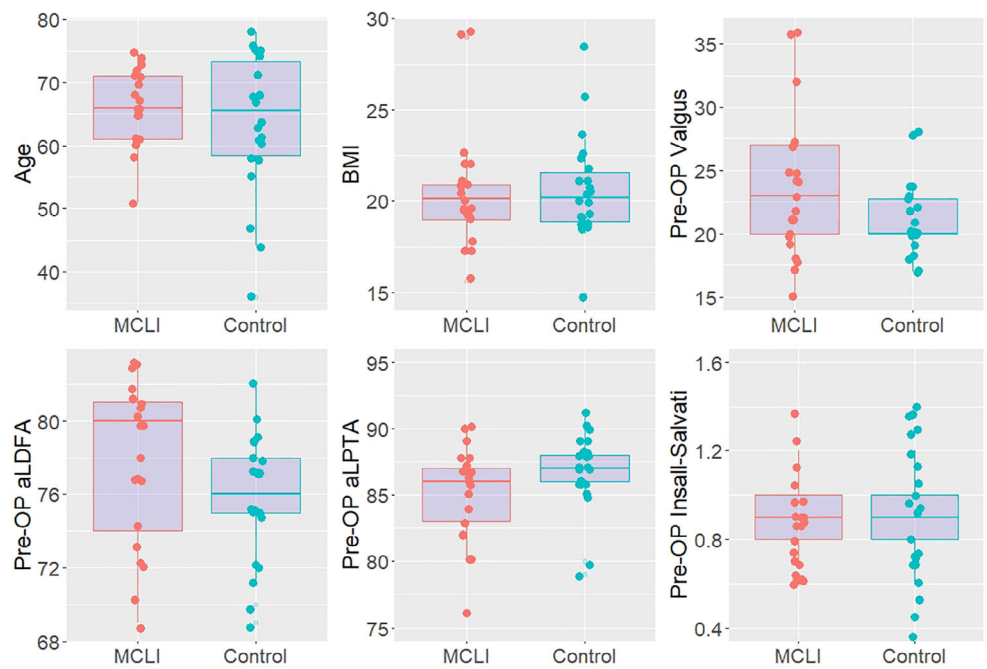 Age
80
70
60
50
40
MCLI Control
BMI
30
25
20
15
MCLI Control
Pre-OP Valgus
35
30
25
20
15
MCLI Control
Pre-OP aLDFA
80
76
72
68
MCLI Control
Pre-OP aLPTA
95
90
85
80
75
MCLI Control
Pre-OP Insall-Salvati
1.6
1.2
0.8
0.4
MCLI Control